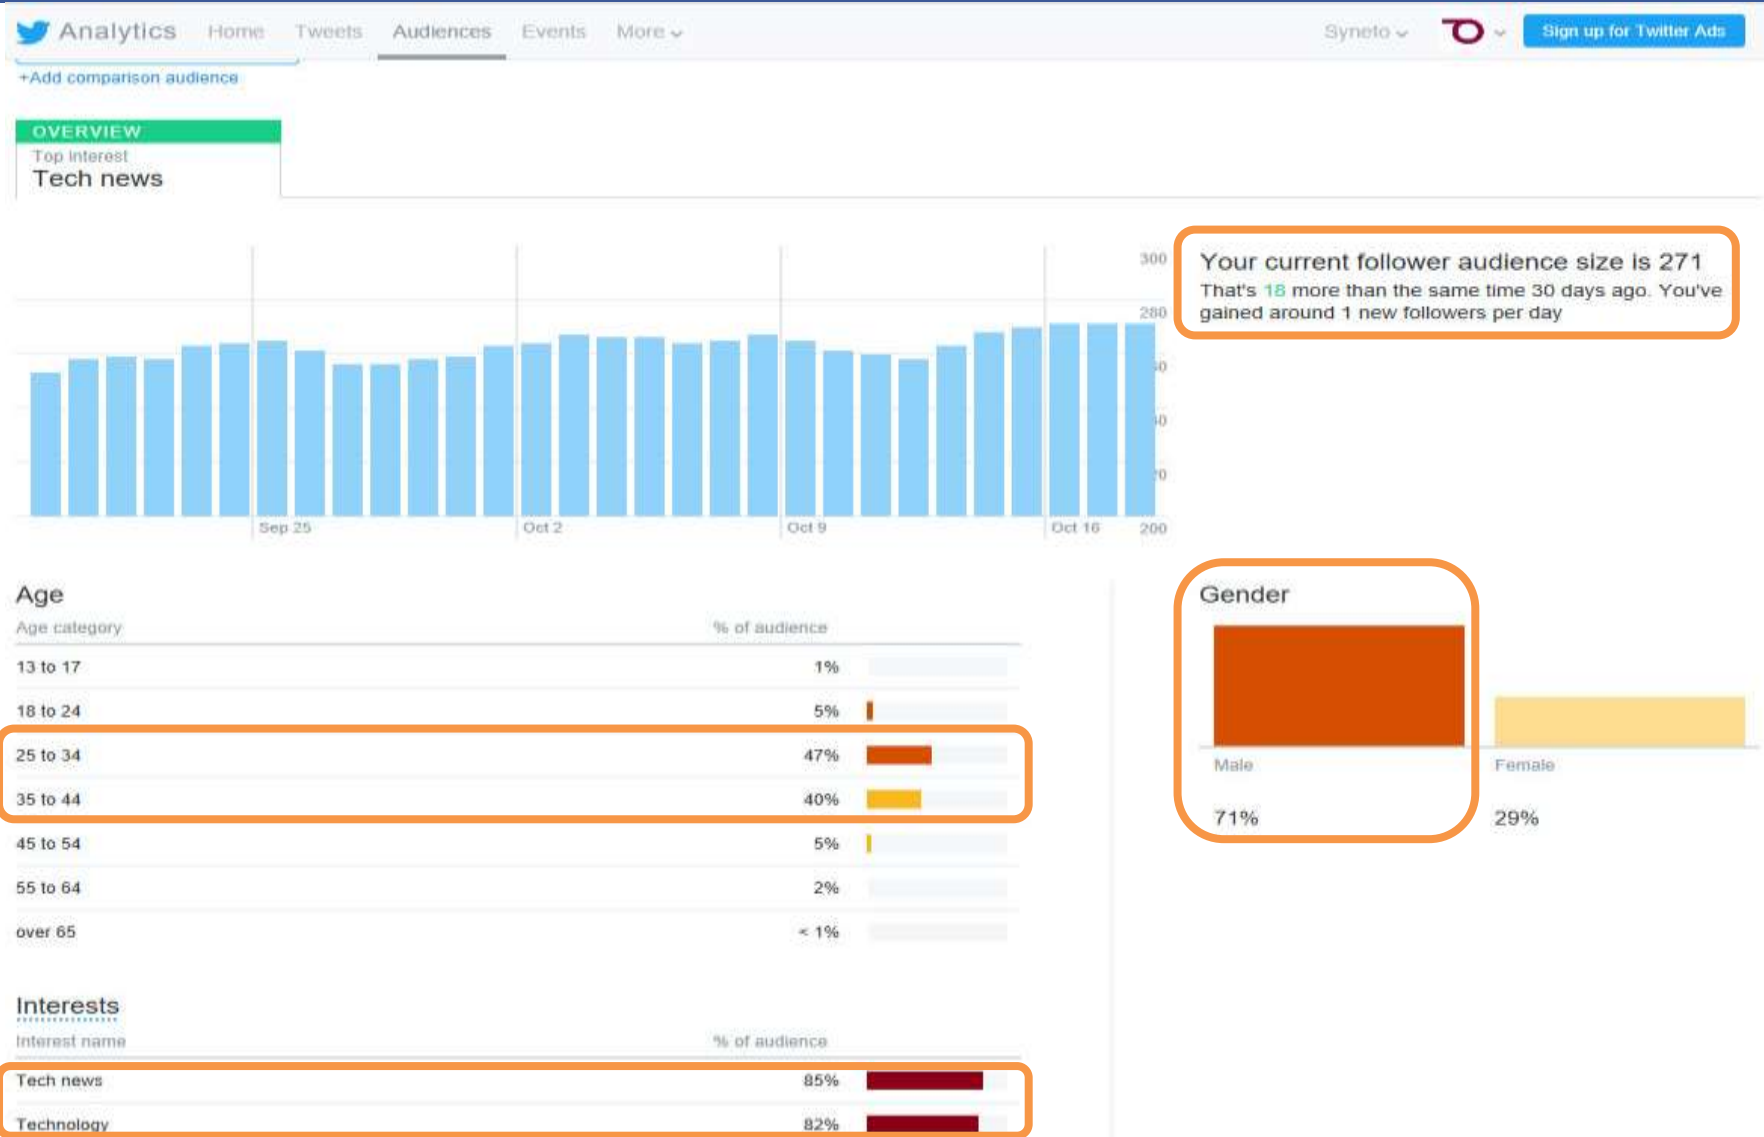 Analytics Home Tweets Audiences Events More Syneto Sign up for Twitter Ads
+Add comparison audience
OVERVIEW
Top interest
Tech news
300
280
200
Sep 25 Oct 2 Oct 9 Oct 16
Your current follower audience size is 271
That's 18 more than the same time 30 days ago. You've
gained around 1 new followers per day
Age
Age category % of audience
13 to 17 1%
18 to 24 5%
25 to 34 47%
35 to 44 40%
45 to 54 5%
55 to 64 2%
over 65 < 1%
Gender
Male Female
71% 29%
Interests
Interest name % of audience
Tech news 85%
Technology 82%